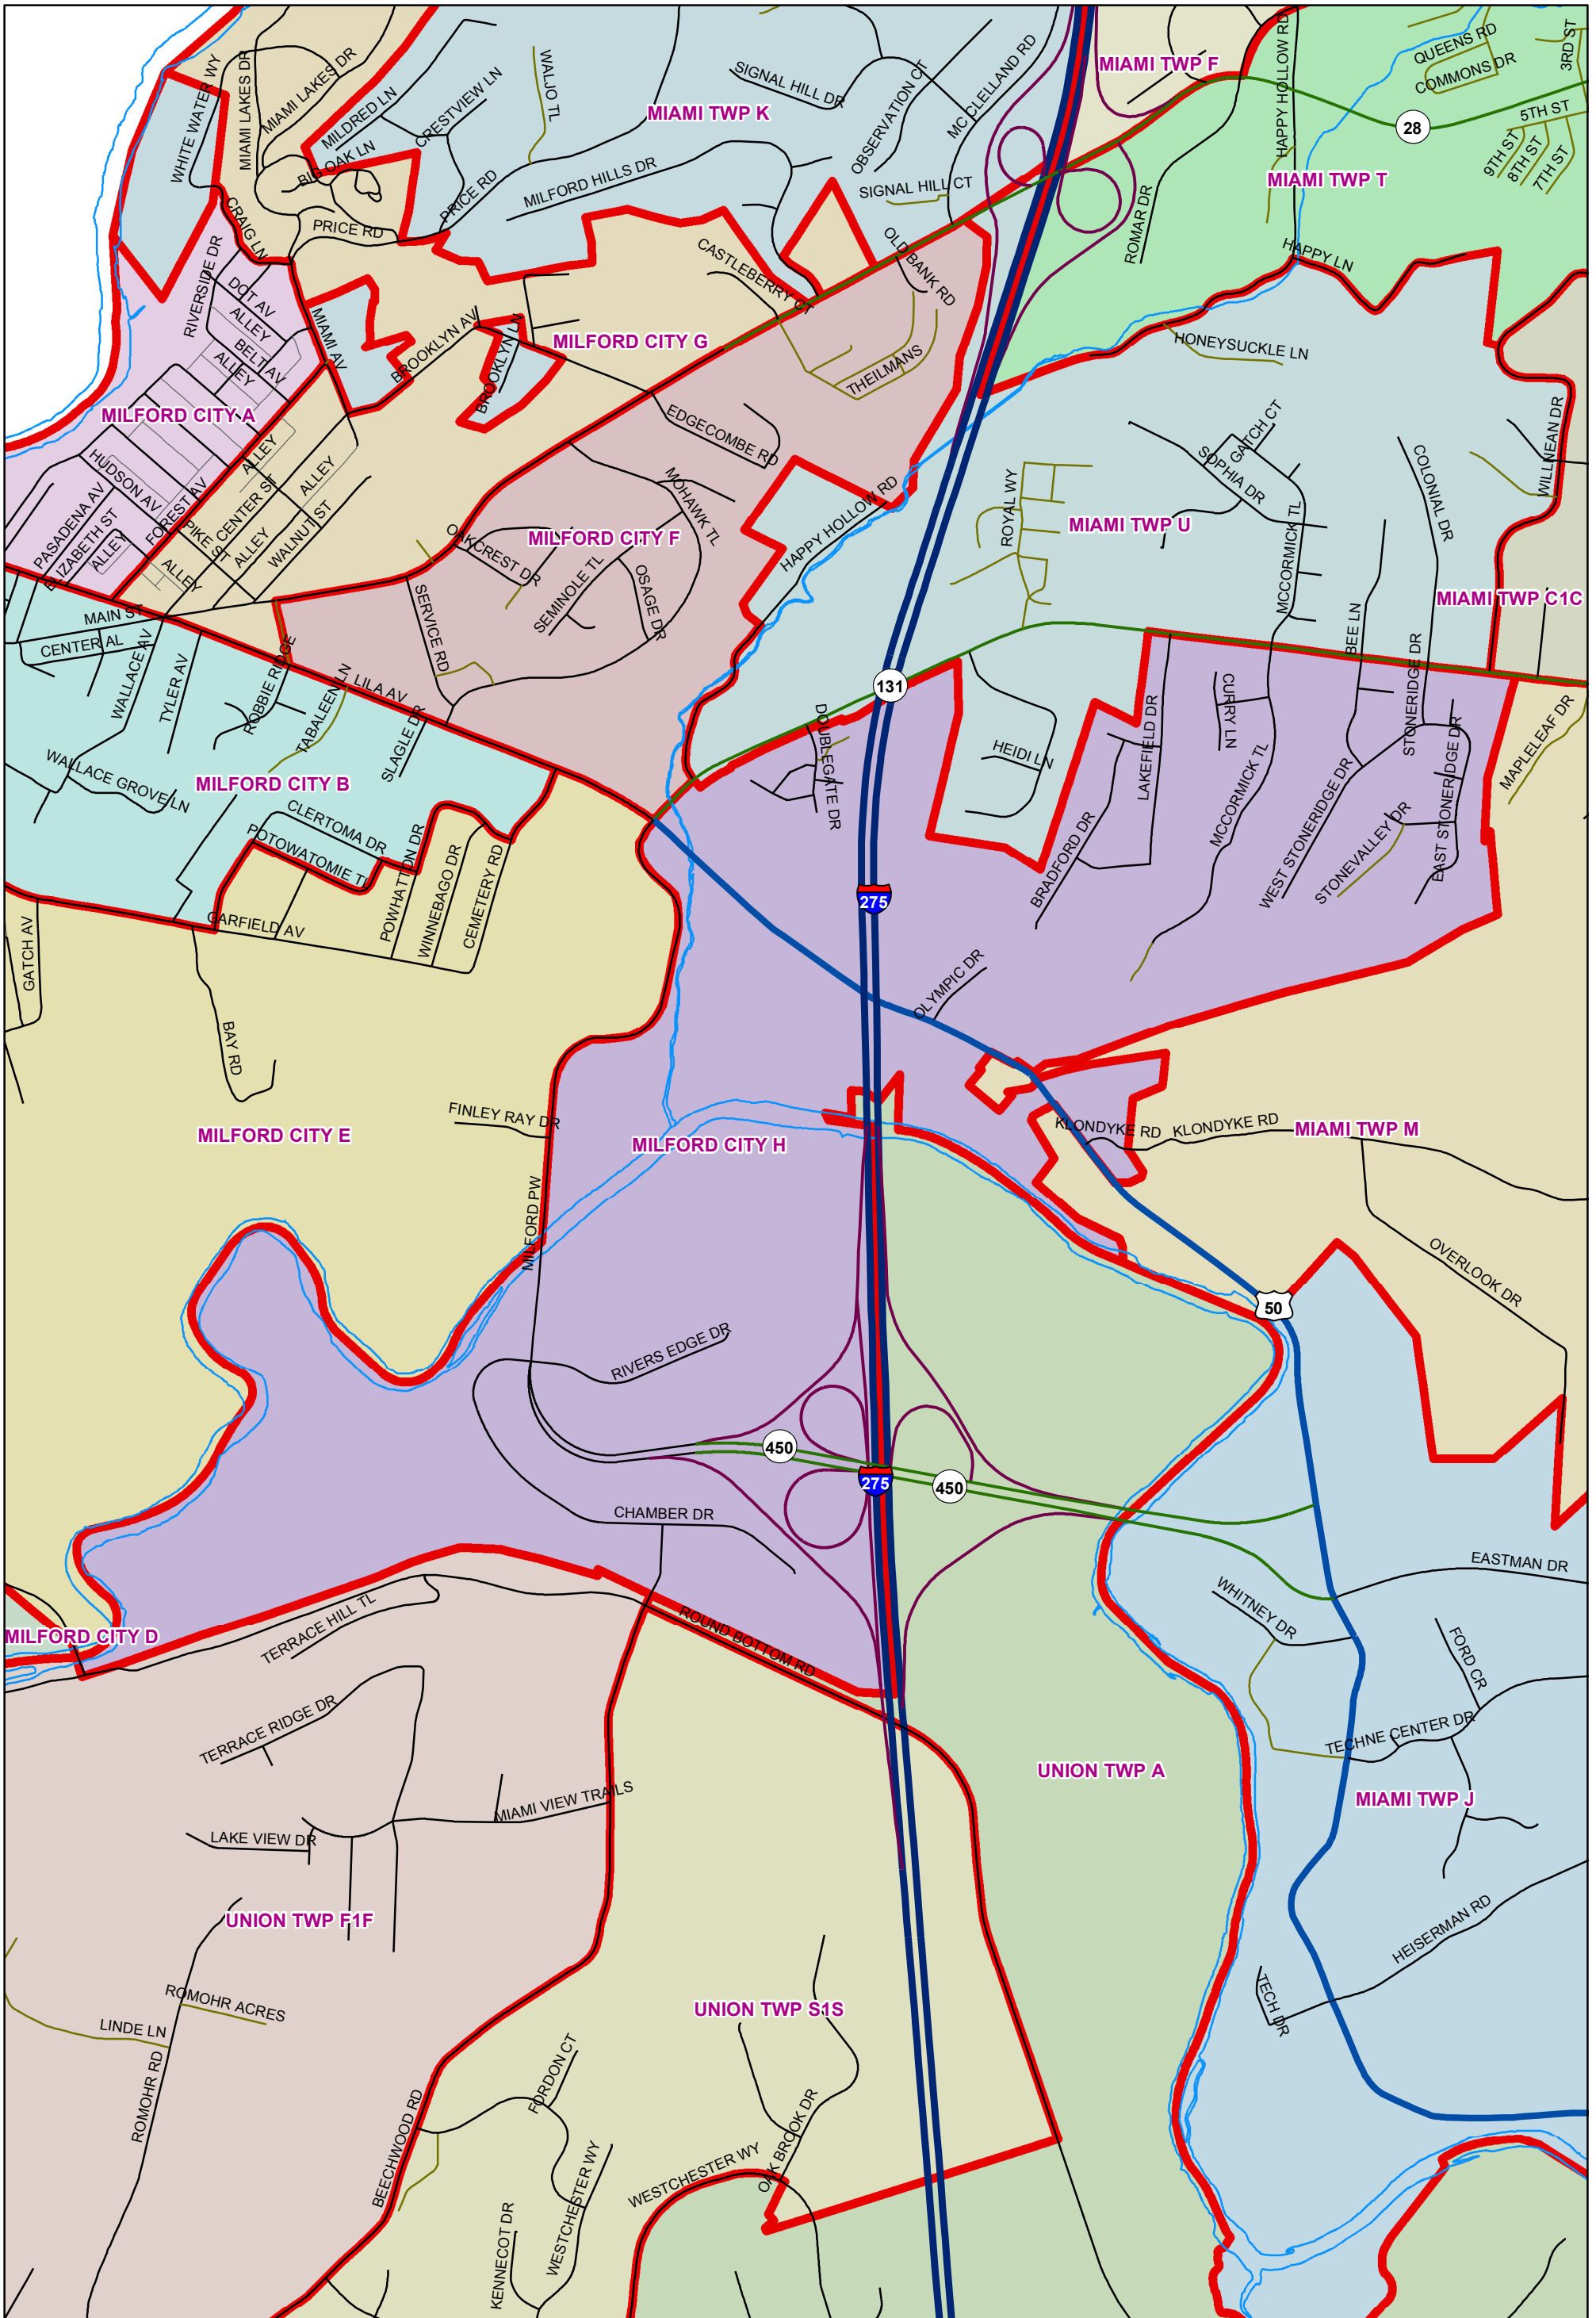 MIAMI TWP F
MIAMI TWP K
MIAMI TWP T
28
QUEENS RD
COMMONS DR
3RD ST
5TH ST
9TH ST
8TH ST
7TH ST
HAPPY HOLLOW RD
HAPPY LN
ROMAR DR
WHITE WATER WY
MIAMI LAKES DR
MIAMI LAKES DR
MILDRED LN
CRESTVIEW LN
BIG OAK LN
WALJO TL
SIGNAL HILL DR
OBSERVATION CT
MC CLELLAND RD
MILFORD HILLS DR
SIGNAL HILL CT
PRICE RD
PRICE RD
CRAIG LN
RIVERSIDE DR
DOT AV
ALLEY
BELT AV
ALLEY
MIAMI AV
BROOKLYN AV
BROOKLYN LN
CASTLEBERRY CT
OLD BANK RD
THEILMANS
MILFORD CITY G
HONEYSUCKLE LN
MILFORD CITY A
HUDSON AV
PASADENA AV
ELIZABETH ST
ALLEY
FOREST AV
ALLEY
PIKE ST
CENTER ST
ALLEY
ALLEY
WALNUT ST
ALLEY
EDGECOMBE RD
MOHAWK TL
MILFORD CITY F
OAKCREST DR
SEMINOLE TL
OSAGE DR
SERVICE RD
HAPPY HOLLOW RD
ROYAL WY
MIAMI TWP U
SOPHIA DR
GATCH CT
MCCORMICK TL
COLONIAL DR
WILLNEAN DR
MIAMI TWP C1C
BEE LN
MAIN ST
CENTER AL
WALLACE AV
TYLER AV
ROBBIE RIDGE
TABALEEN LN
LILA AV
SLAGLE DR
WALLACE GROVE LN
MILFORD CITY B
CLERTOMA DR
POTOWATOMIE TL
POWHATTON DR
WINNEBAGO DR
CEMETERY RD
GARFIELD AV
GATCH AV
BAY RD
131
DOUBLEGATE DR
HEIDI LN
LAKEFIELD DR
CURRY LN
MCCORMICK TL
BRADFORD DR
STONERIDGE DR
WEST STONERIDGE DR
STONEVALLEY DR
EAST STONERIDGE DR
MAPLELEAF DR
275
OLYMPIC DR
MILFORD CITY E
FINLEY RAY DR
MILFORD CITY H
KLONDYKE RD
KLONDYKE RD
MIAMI TWP M
MILFORD PW
OVERLOOK DR
50
RIVERS EDGE DR
450
275
450
CHAMBER DR
EASTMAN DR
WHITNEY DR
FORD CR
MILFORD CITY D
TERRACE HILL TL
ROUND BOTTOM RD
TERRACE RIDGE DR
TECHNE CENTER DR
UNION TWP A
MIAMI TWP J
MIAMI VIEW TRAILS
LAKE VIEW DR
UNION TWP F1F
HEISERMAN RD
TECH DR
ROMOHR ACRES
LINDE LN
ROMOHR RD
UNION TWP S1S
FORDON CT
BEECHWOOD RD
OAK BROOK DR
WESTCHESTER WY
WESTCHESTER WY
KENNECOT DR